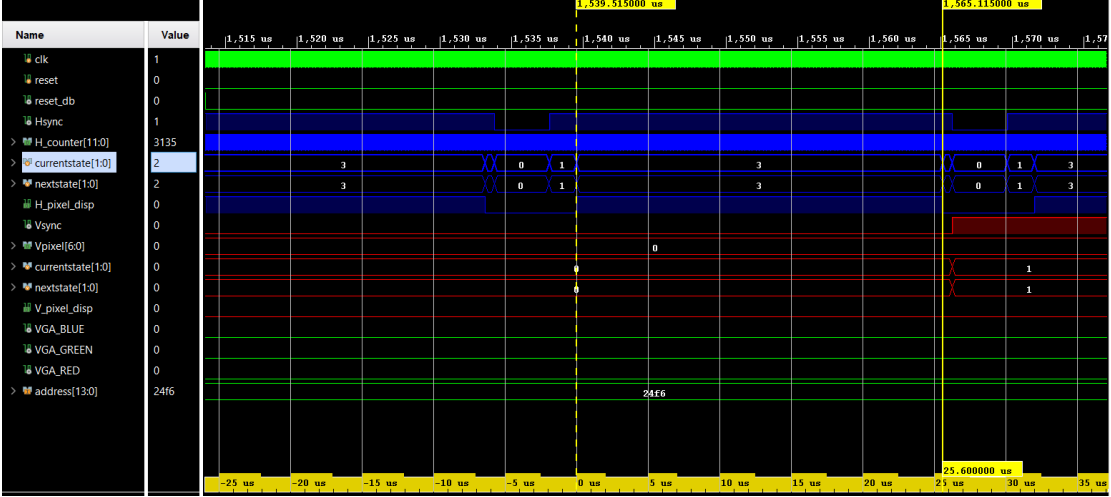 1,539.515000 us 1,565.115000 us
Name Value
1,515 us 1,520 us 1,525 us 1,530 us 1,535 us 1,540 us 1,545 us 1,550 us 1,555 us 1,560 us 1,565 us 1,570 us 1,57
clk 1
reset 0
reset_db 0
Hsync 1
H_counter[11:0] 3135
currentstate[1:0] 2 3 0 1 3 0 1 3
nextstate[1:0] 2 3 0 1 3 0 1 3
H_pixel_disp 0
Vsync 0
Vpixel[6:0] 0 0
currentstate[1:0] 0 0 1
nextstate[1:0] 0 0 1
V_pixel_disp 0
VGA_BLUE 0
VGA_GREEN 0
VGA_RED 0
address[13:0] 24f6 24f6
25.600000 us
-25 us -20 us -15 us -10 us -5 us 0 us 5 us 10 us 15 us 20 us 25 us 30 us 35 us